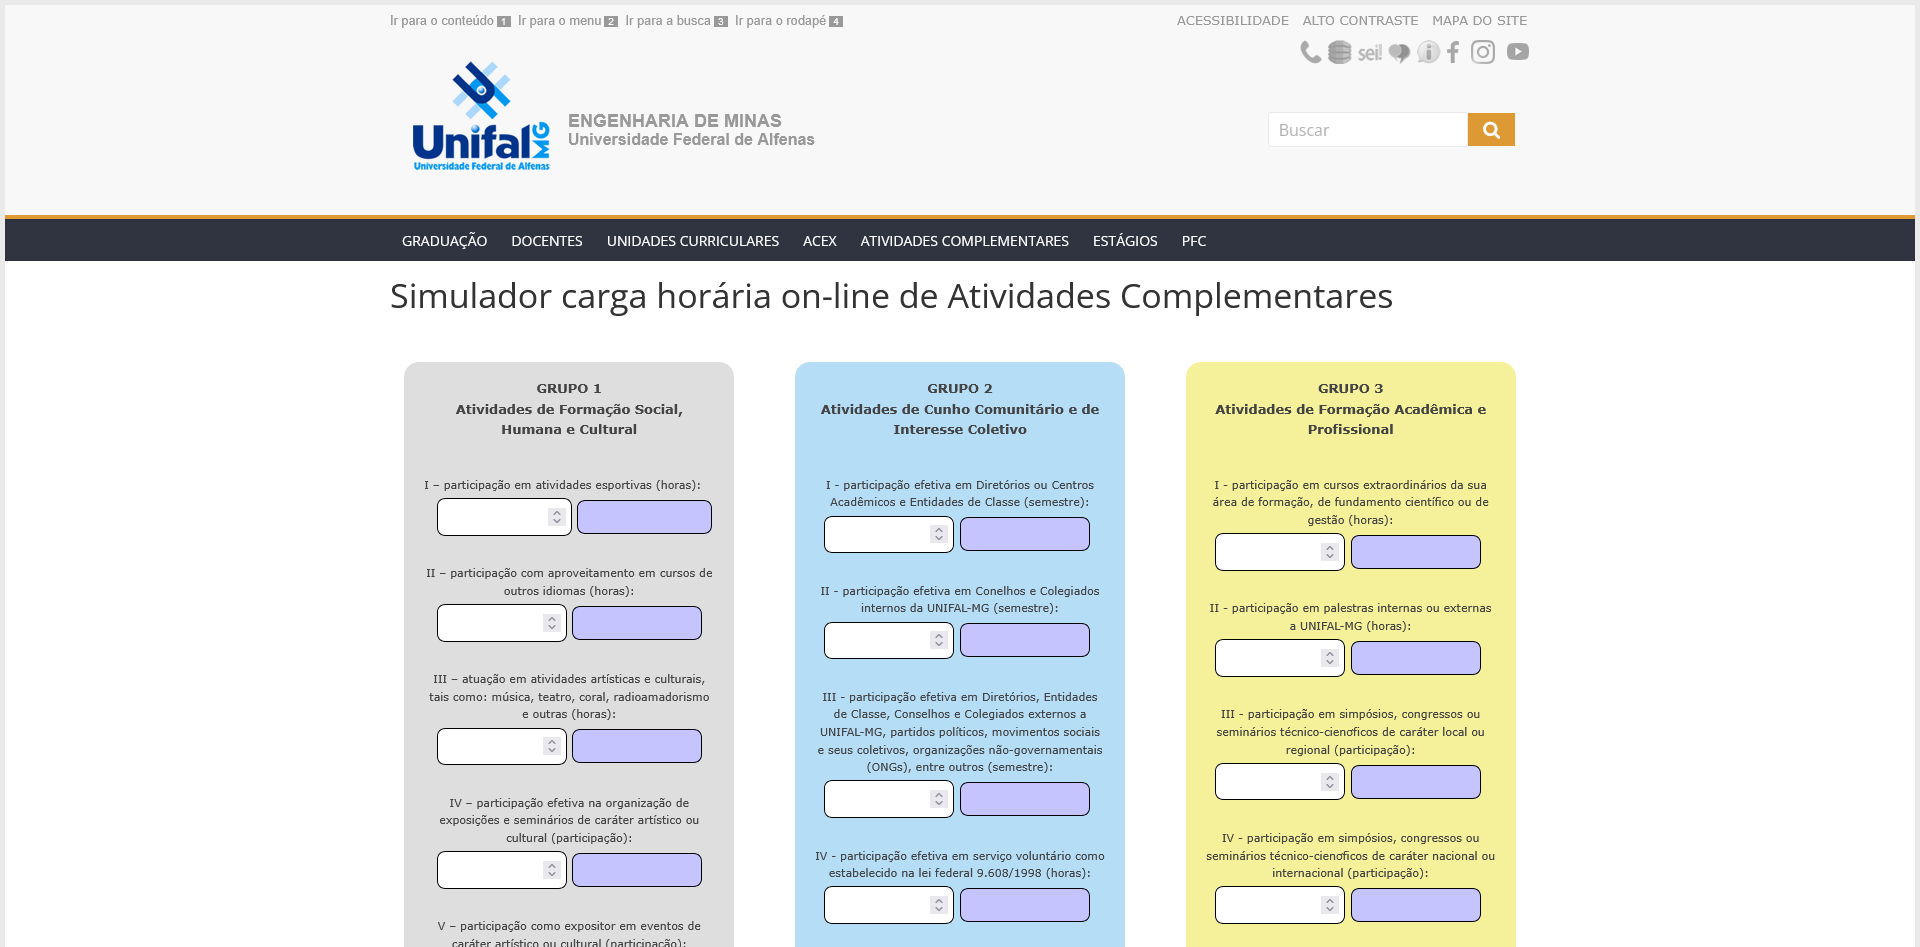 Ir para o conteúdo 1 Ir para o menu 2 Ir para a busca 3 Ir para o rodapé 4
ACESSIBILIDADE ALTO CONTRASTE MAPA DO SITE
sei!
Unifal MG
Universidade Federal de Alfenas
ENGENHARIA DE MINAS
Universidade Federal de Alfenas
Buscar
GRADUAÇÃO DOCENTES UNIDADES CURRICULARES ACEX ATIVIDADES COMPLEMENTARES ESTÁGIOS PFC
Simulador carga horária on-line de Atividades Complementares
GRUPO 1
Atividades de Formação Social,
Humana e Cultural
I – participação em atividades esportivas (horas):
II – participação com aproveitamento em cursos de
outros idiomas (horas):
III – atuação em atividades artísticas e culturais,
tais como: música, teatro, coral, radioamadorismo
e outras (horas):
IV – participação efetiva na organização de
exposições e seminários de caráter artístico ou
cultural (participação):
V – participação como expositor em eventos de
caráter artístico ou cultural (participação):
GRUPO 2
Atividades de Cunho Comunitário e de
Interesse Coletivo
I - participação efetiva em Diretórios ou Centros
Acadêmicos e Entidades de Classe (semestre):
II - participação efetiva em Conelhos e Colegiados
internos da UNIFAL-MG (semestre):
III - participação efetiva em Diretórios, Entidades
de Classe, Conselhos e Colegiados externos a
UNIFAL-MG, partidos políticos, movimentos sociais
e seus coletivos, organizações não-governamentais
(ONGs), entre outros (semestre):
IV - participação efetiva em serviço voluntário como
estabelecido na lei federal 9.608/1998 (horas):
GRUPO 3
Atividades de Formação Acadêmica e
Profissional
I - participação em cursos extraordinários da sua
área de formação, de fundamento científico ou de
gestão (horas):
II - participação em palestras internas ou externas
a UNIFAL-MG (horas):
III - participação em simpósios, congressos ou
seminários técnico-cienơficos de caráter local ou
regional (participação):
IV - participação em simpósios, congressos ou
seminários técnico-cienơficos de caráter nacional ou
internacional (participação):